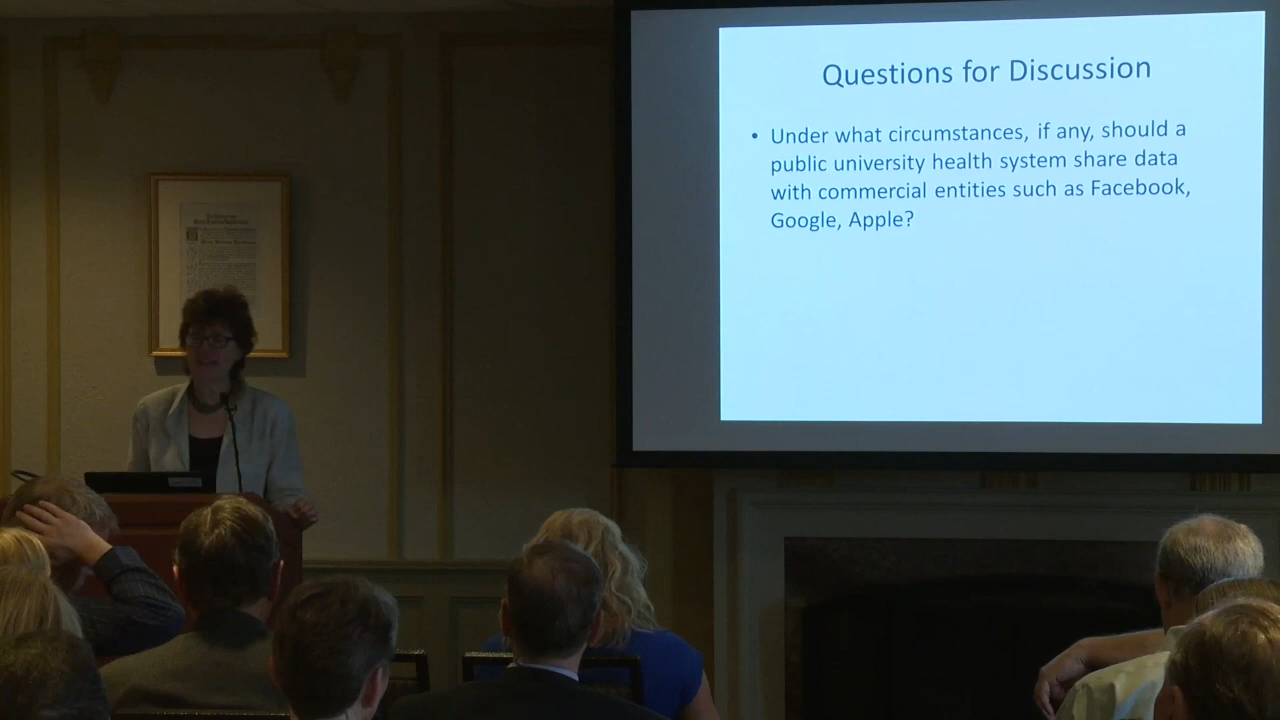 Questions for Discussion
• Under what circumstances, if any, should a
public university health system share data
with commercial entities such as Facebook,
Google, Apple?